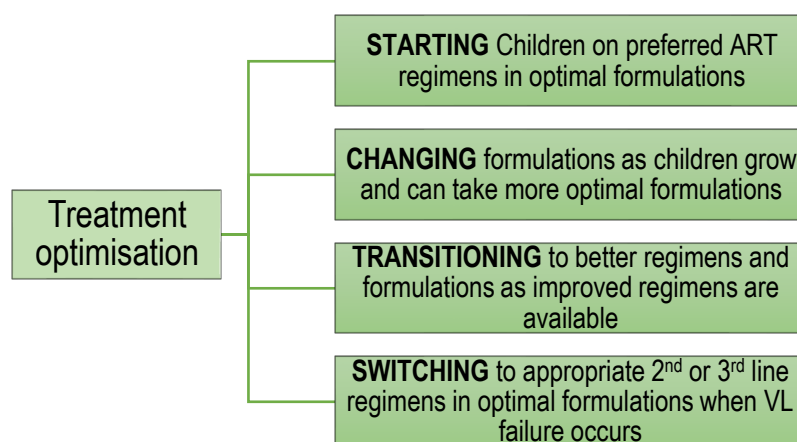 Treatment
optimisation
STARTING Children on preferred ART
regimens in optimal formulations
CHANGING formulations as children grow
and can take more optimal formulations
TRANSITIONING to better regimens and
formulations as improved regimens are
available
SWITCHING to appropriate 2nd or 3rd line
regimens in optimal formulations when VL
failure occurs